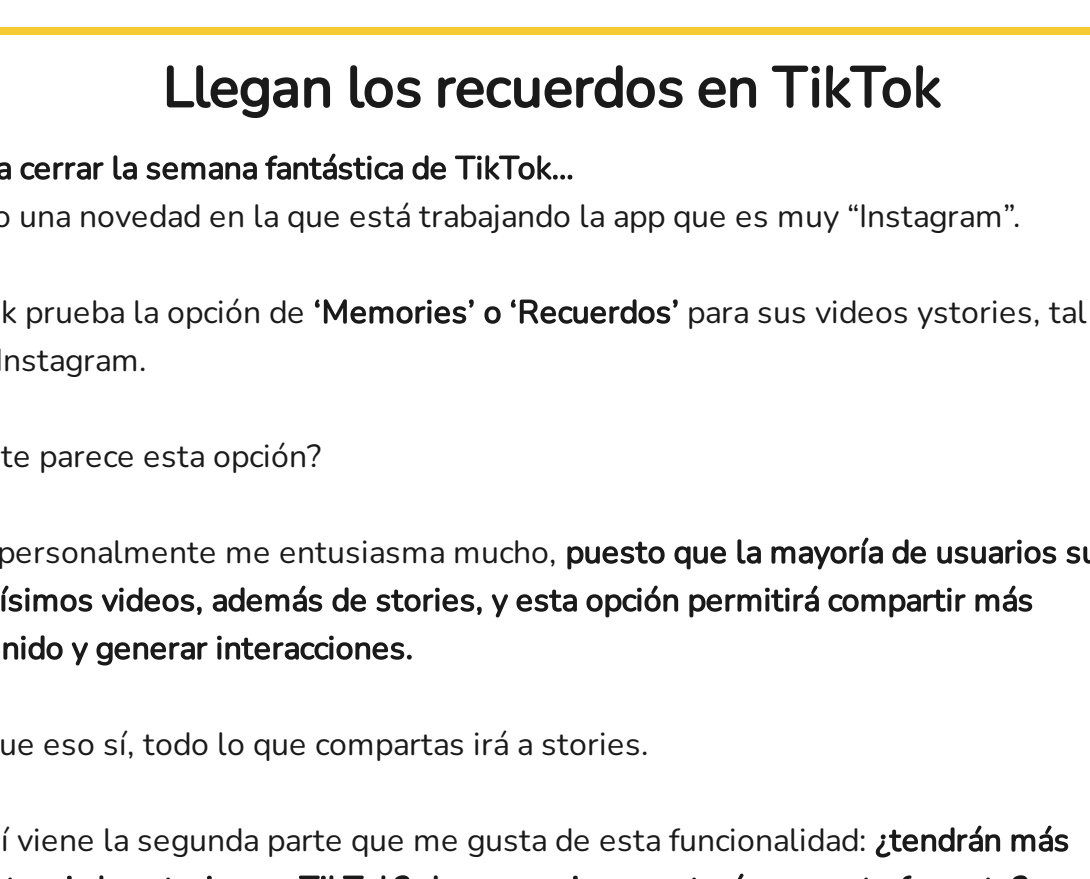 Llegan los recuerdos en TikTok
a cerrar la semana fantástica de TikTok...
o una novedad en la que está trabajando la app que es muy “Instagram”.
k prueba la opción de ‘Memories’ o ‘Recuerdos’ para sus videos ystories, tal
Instagram.
te parece esta opción?
personalmente me entusiasma mucho, puesto que la mayoría de usuarios su
ísimos videos, además de stories, y esta opción permitirá compartir más
nido y generar interacciones.
ue eso sí, todo lo que compartas irá a stories.
í viene la segunda parte que me gusta de esta funcionalidad: ¿tendrán más